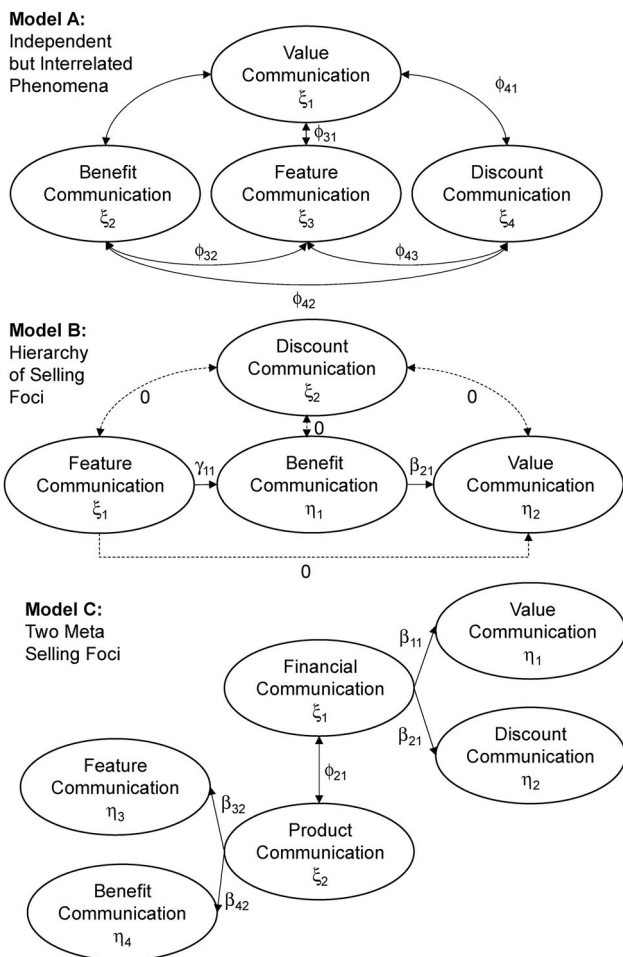 Model A:
Independent
but Interrelated
Phenomena
Value
Communication
ξ1
ϕ41
ϕ31
Benefit
Communication
ξ2
Feature
Communication
ξ3
Discount
Communication
ξ4
ϕ32
ϕ43
ϕ42
Model B:
Hierarchy
of Selling
Foci
Discount
Communication
ξ2
0
0
0
Feature
Communication
ξ1
γ11
Benefit
Communication
η1
β21
Value
Communication
η2
0
Model C:
Two Meta
Selling Foci
Value
Communication
η1
β11
Financial
Communication
ξ1
β21
Discount
Communication
η2
ϕ21
Feature
Communication
η3
β32
Product
Communication
ξ2
β42
Benefit
Communication
η4